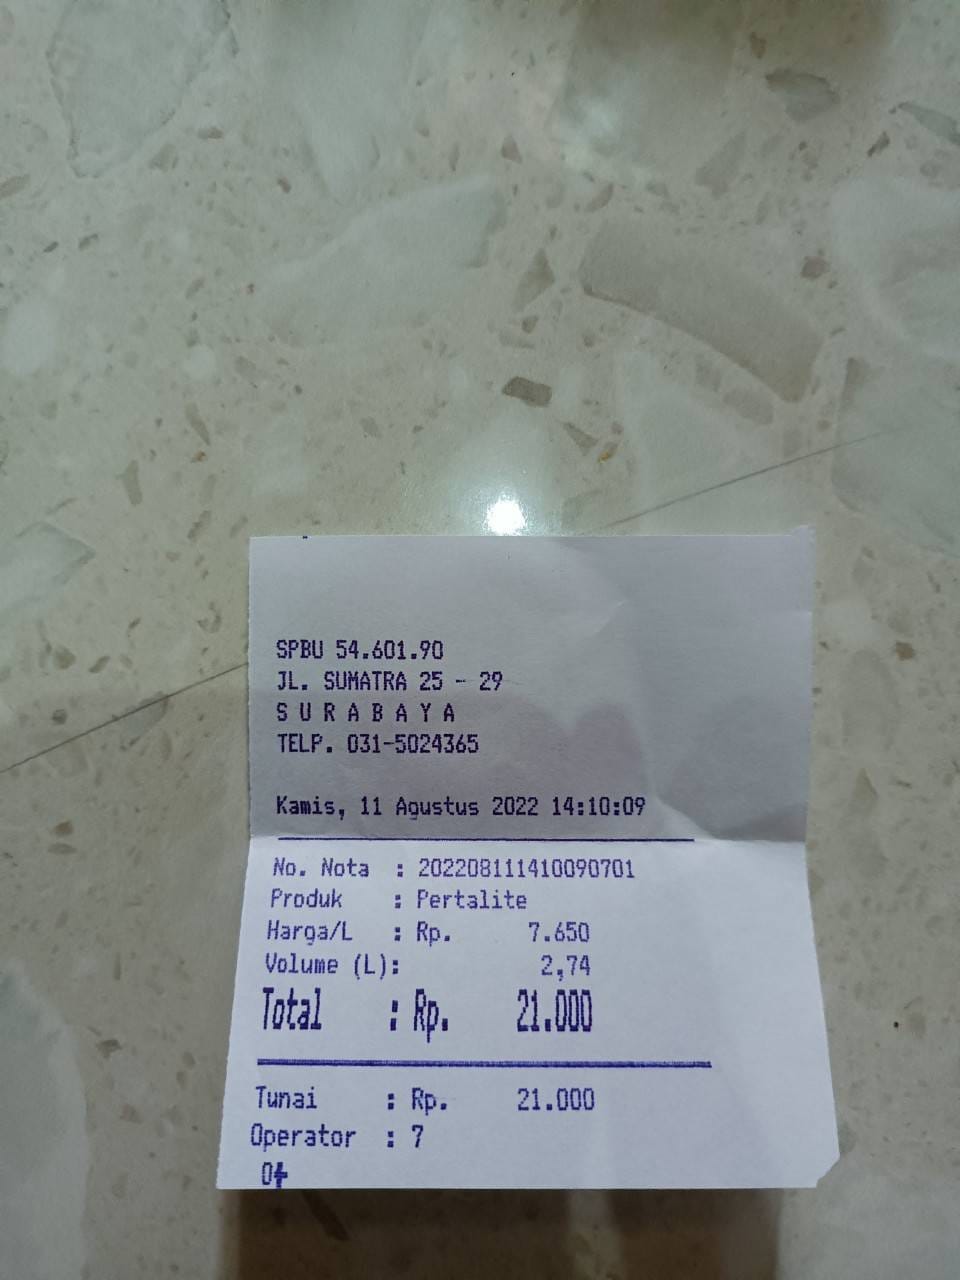 SPBU 54.601.90
JL. SUMATRA 25 - 29
S U R A B A Y A
TELP. 031-5024365
Kamis, 11 Agustus 2022 14:10:09
No. Nota : 202208111410090701
Produk : Pertalite
Harga/L : Rp. 7.650
Volume (L): 2,74
Total : Rp. 21.000
Tunai : Rp. 21.000
Operator : 7